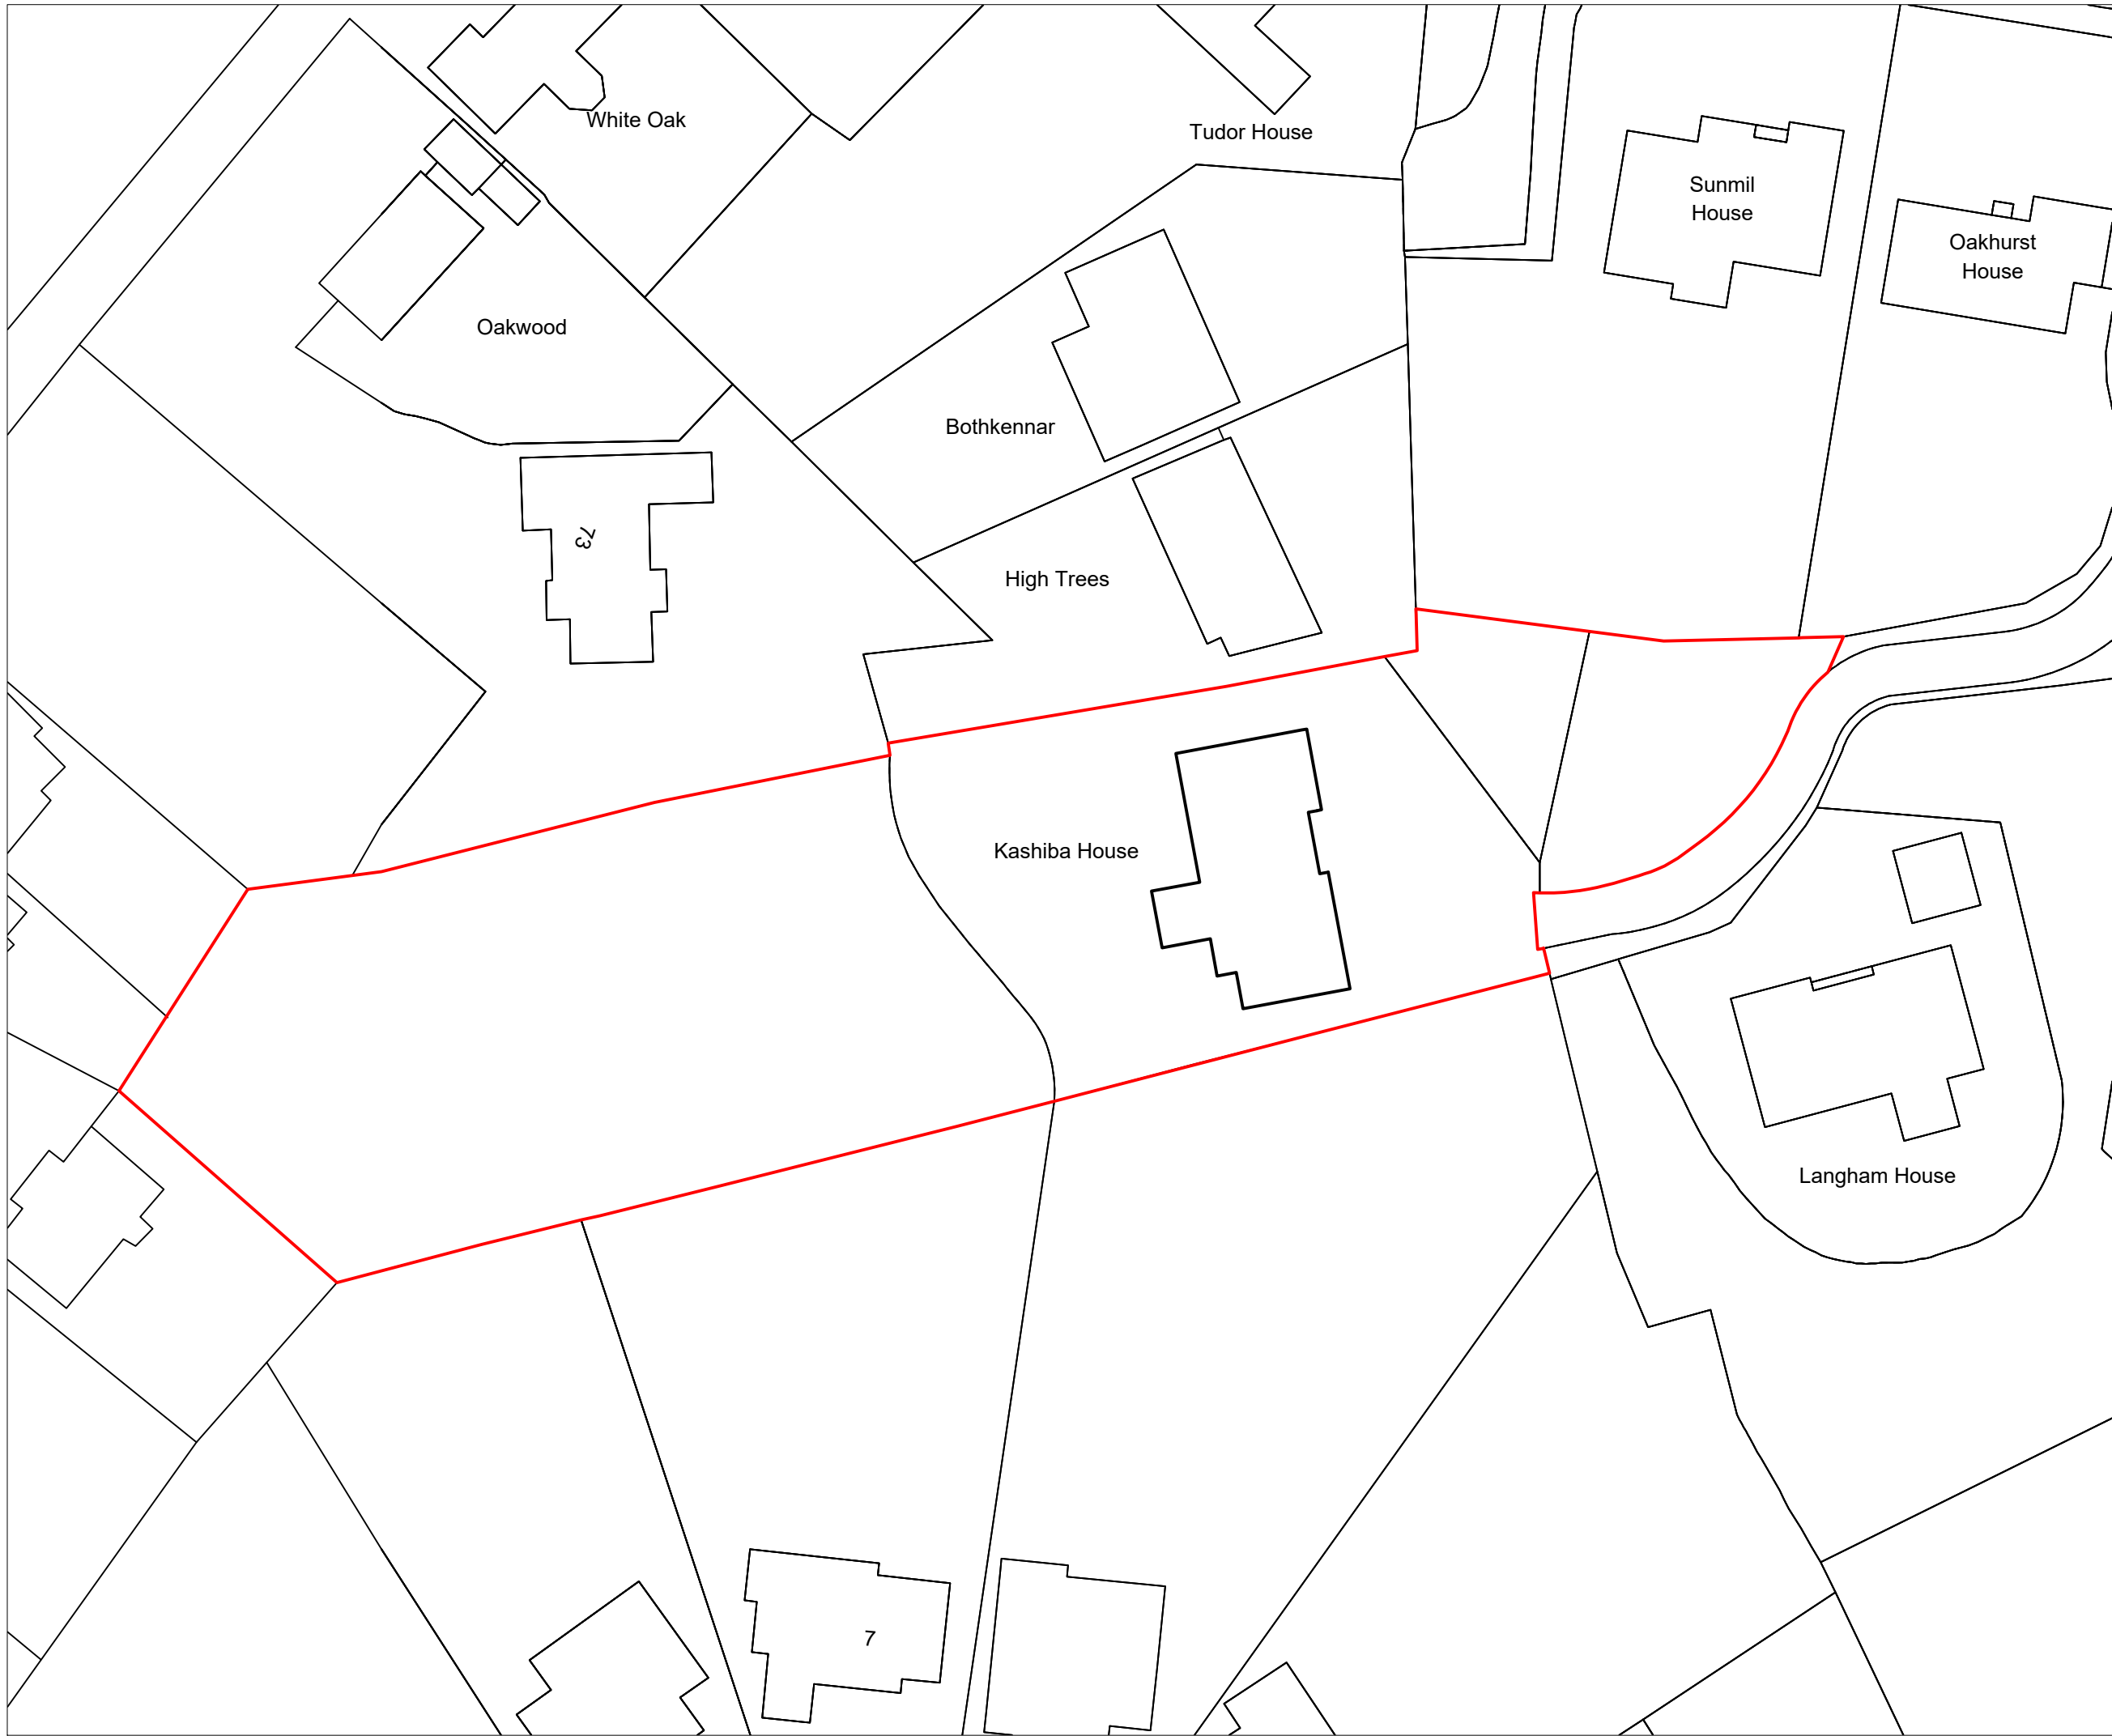 White Oak
Tudor House
Sunmil
House
Oakhurst
House
Oakwood
Bothkennar
73
High Trees
Kashiba House
Langham House
7